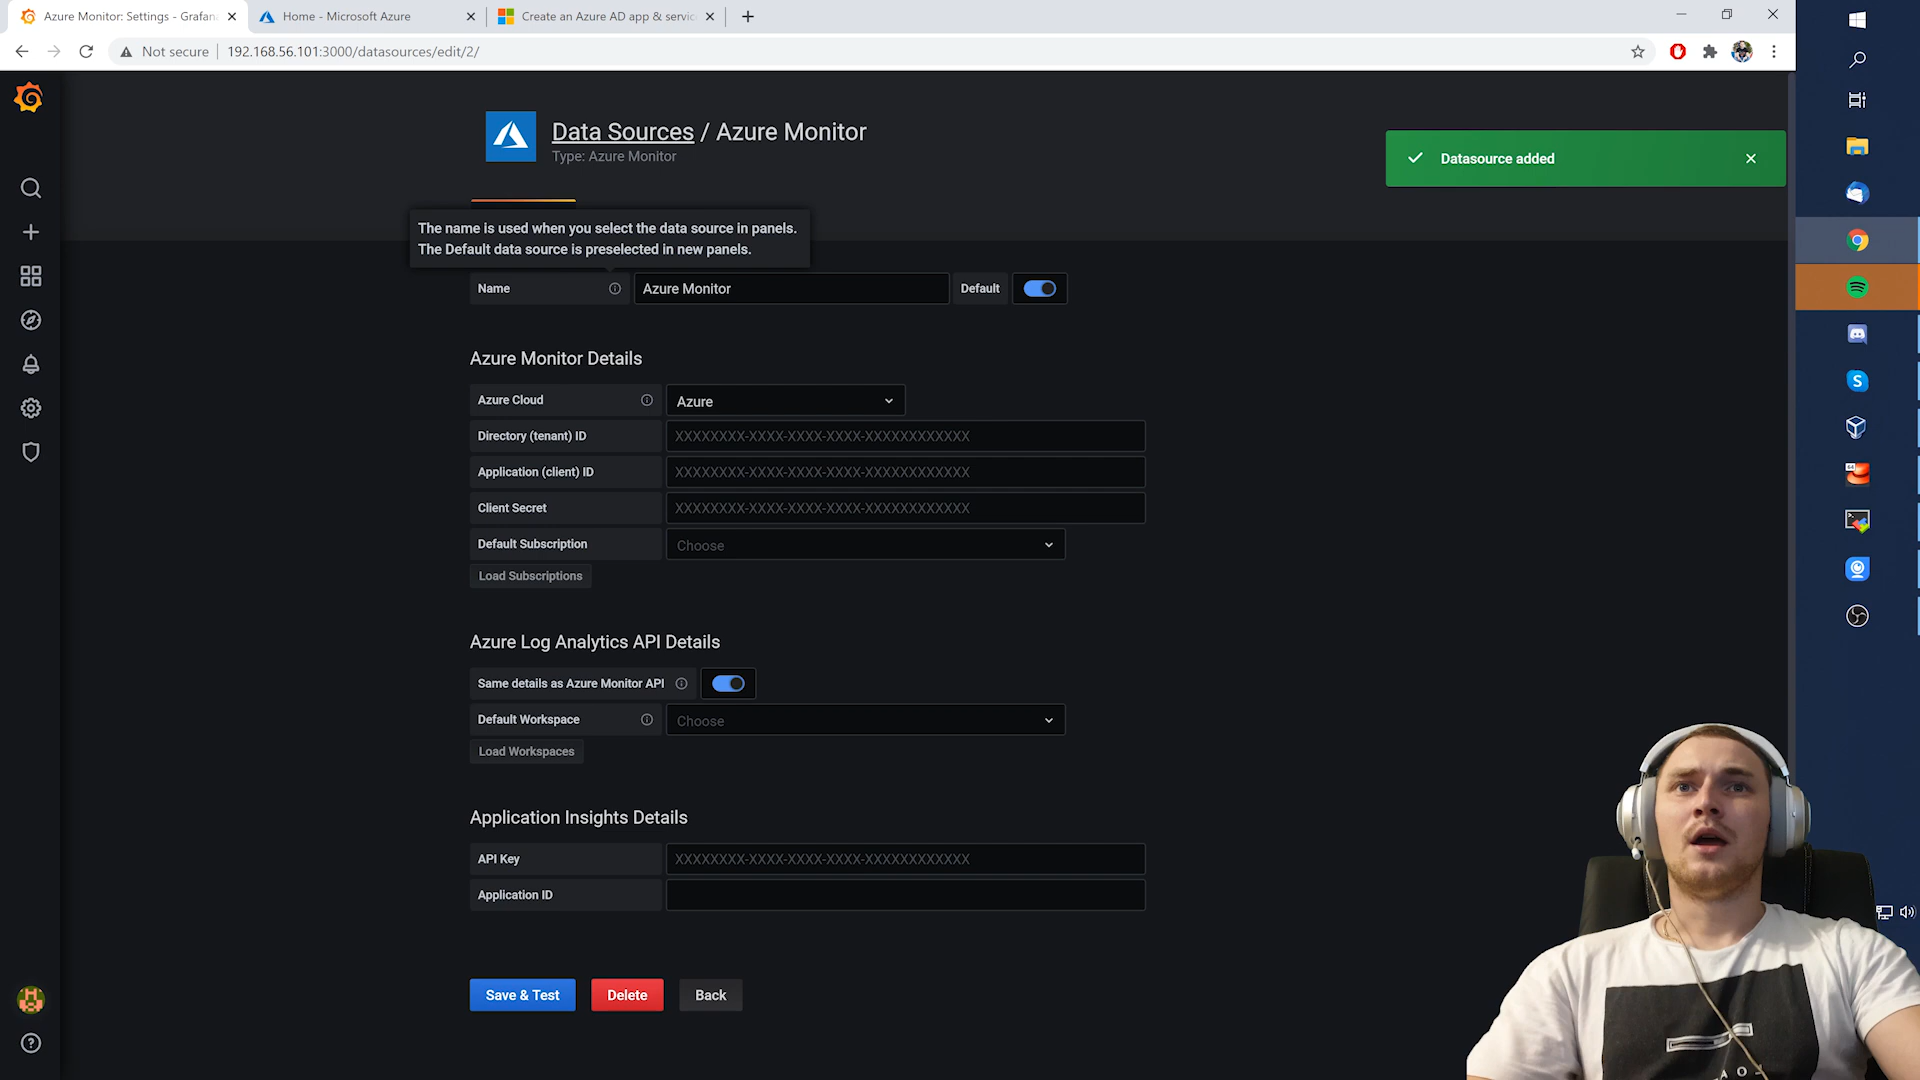 Azure Monitor: Settings - Grafana
Home - Microsoft Azure
Create an Azure AD app & servic
Not secure
192.168.56.101:3000/datasources/edit/2/
Data Sources / Azure Monitor
Type: Azure Monitor
Datasource added
The name is used when you select the data source in panels.
The Default data source is preselected in new panels.
Name
Azure Monitor
Default
Azure Monitor Details
Azure Cloud
Azure
Directory (tenant) ID
XXXXXXXX-XXXX-XXXX-XXXX-XXXXXXXXXXXX
Application (client) ID
XXXXXXXX-XXXX-XXXX-XXXX-XXXXXXXXXXXX
Client Secret
XXXXXXXX-XXXX-XXXX-XXXX-XXXXXXXXXXXX
Default Subscription
Choose
Load Subscriptions
Azure Log Analytics API Details
Same details as Azure Monitor API
Default Workspace
Choose
Load Workspaces
Application Insights Details
API Key
XXXXXXXX-XXXX-XXXX-XXXX-XXXXXXXXXXXX
Application ID
Save & Test
Delete
Back